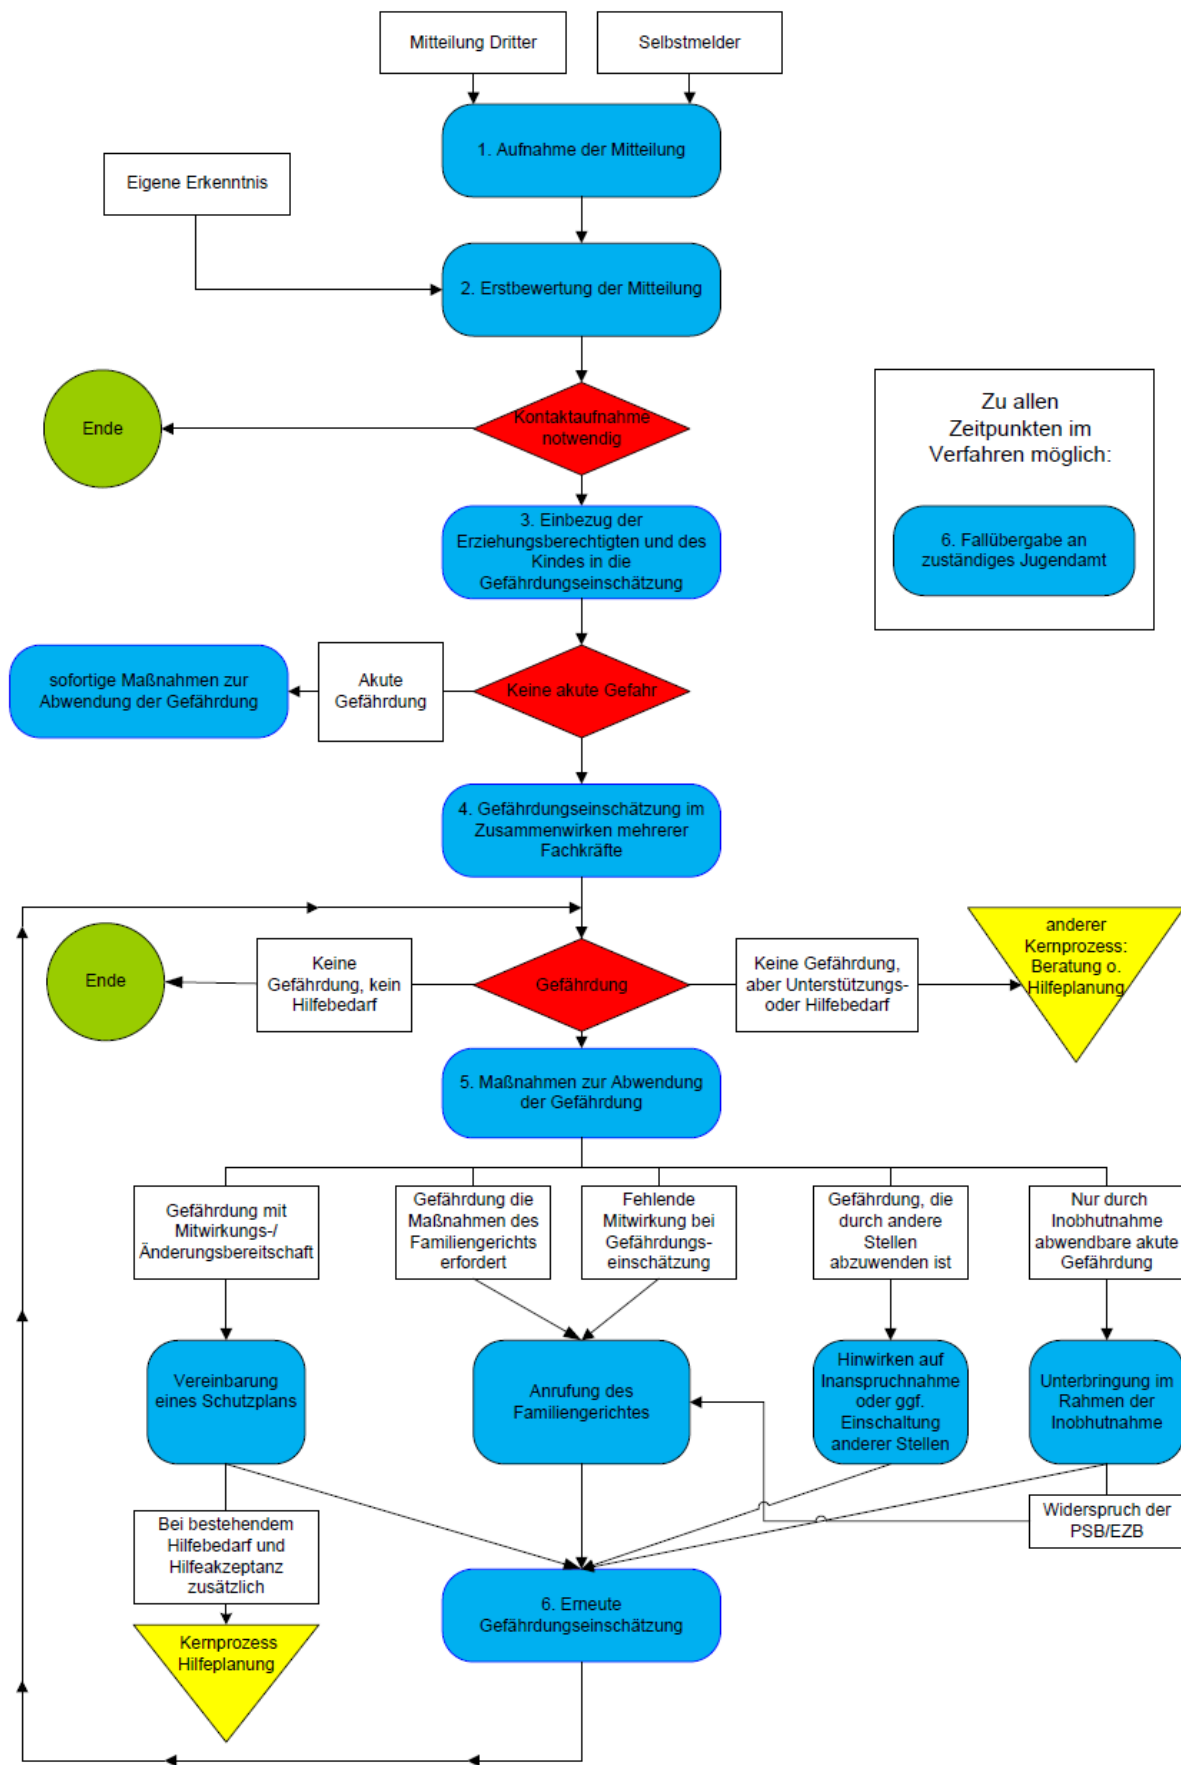 Mitteilung Dritter
Selbstmelder
1. Aufnahme der Mitteilung
Eigene Erkenntnis
2. Erstbewertung der Mitteilung
Ende
Kontaktaufnahme
notwendig
Zu allen
Zeitpunkten im
Verfahren möglich:
6. Fallübergabe an
zuständiges Jugendamt
3. Einbezug der
Erziehungsberechtigten und des
Kindes in die
Gefährdungseinschätzung
sofortige Maßnahmen zur
Abwendung der Gefährdung
Akute
Gefährdung
Keine akute Gefahr
4. Gefährdungseinschätzung im
Zusammenwirken mehrerer
Fachkräfte
Ende
Keine
Gefährdung, kein
Hilfebedarf
Gefährdung
Keine Gefährdung,
aber Unterstützungs-
oder Hilfebedarf
anderer
Kernprozess:
Beratung o.
Hilfeplanung
5. Maßnahmen zur Abwendung
der Gefährdung
Gefährdung mit
Mitwirkungs-/
Änderungsbereitschaft
Gefährdung die
Maßnahmen des
Familiengerichts
erfordert
Fehlende
Mitwirkung bei
Gefährdungs-
einschätzung
Gefährdung, die
durch andere
Stellen
abzuwenden ist
Nur durch
Inobhutnahme
abwendbare akute
Gefährdung
Vereinbarung
eines Schutzplans
Anrufung des
Familiengerichtes
Hinwirken auf
Inanspruchnahme
oder ggf.
Einschaltung
anderer Stellen
Unterbringung im
Rahmen der
Inobhutnahme
Widerspruch der
PSB/EZB
Bei bestehendem
Hilfebedarf und
Hilfeakzeptanz
zusätzlich
6. Erneute
Gefährdungseinschätzung
Kernprozess
Hilfeplanung